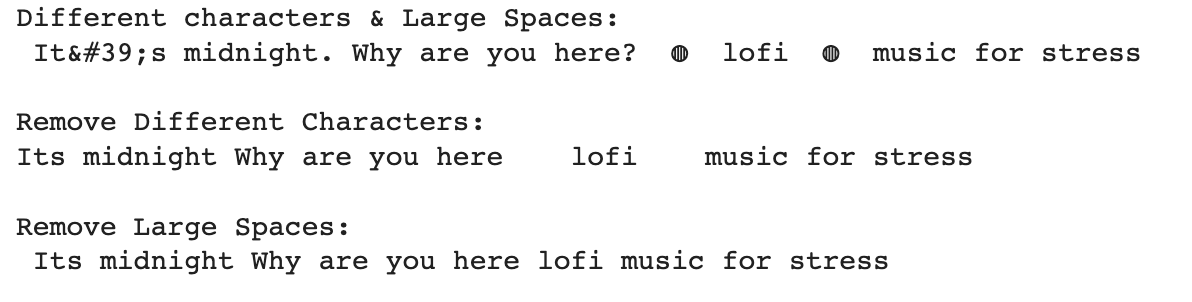 Different characters & Large Spaces:
 It&#39;s midnight. Why are you here?  ◍  lofi  ◍  music for stress
Remove Different Characters:
Its midnight Why are you here    lofi    music for stress
Remove Large Spaces:
 Its midnight Why are you here lofi music for stress